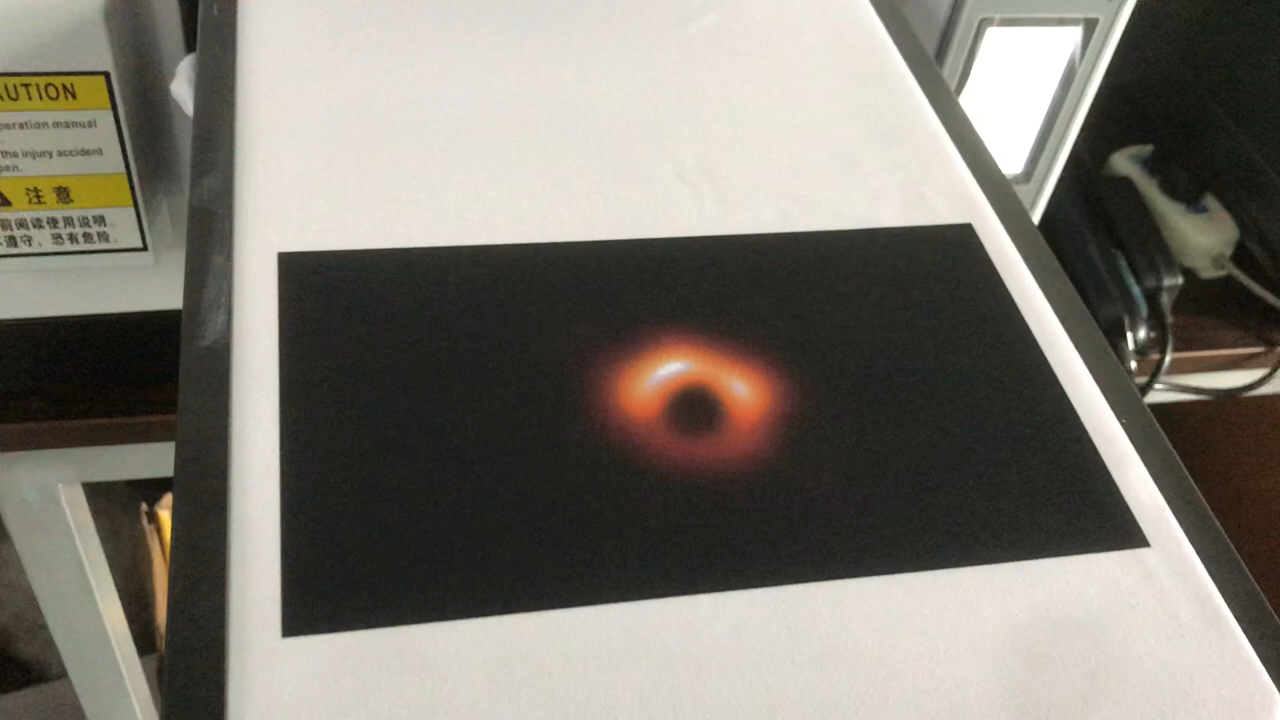 AUTION
peration manual
the injury accident
pen.
注意
前阅读使用说明。
遵守，恐有危险。